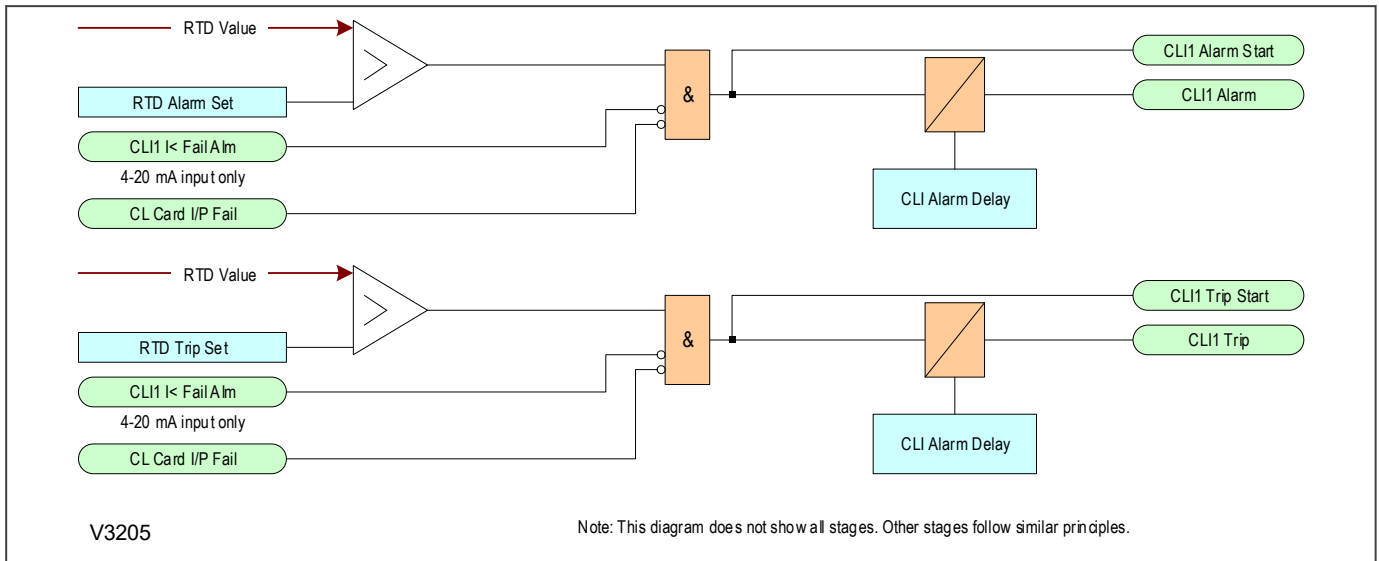 RTD Value
CLI1 Alarm Start
>
&
RTD Alarm Set
CLI1 Alarm
CLI1 I< Fail Alm
4-20 mA input only
CLI Alarm Delay
CL Card I/P Fail
RTD Value
CLI1 Trip Start
>
&
RTD Trip Set
CLI1 Trip
CLI1 I< Fail Alm
4-20 mA input only
CLI Alarm Delay
CL Card I/P Fail
V3205
Note: This diagram does not show all stages. Other stages follow similar principles.